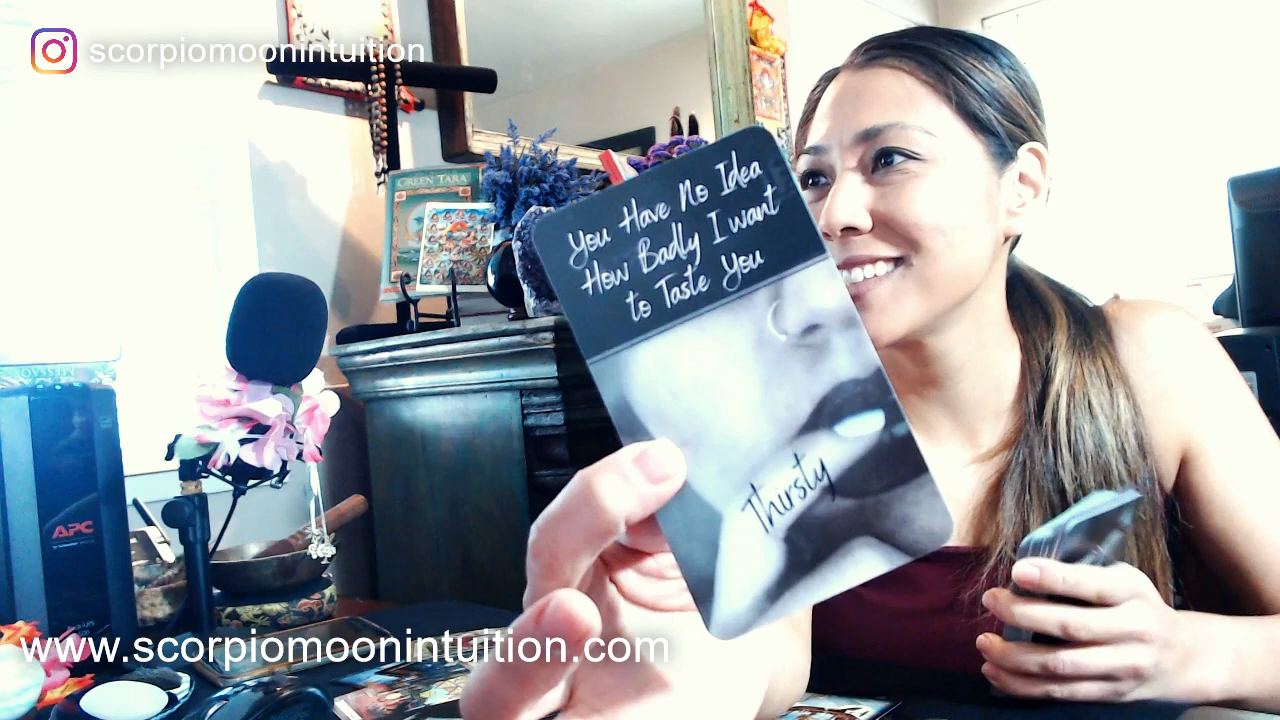 scorpiomoonintuition
GREEN TARA
You Have No Idea
How Badly I want
to Taste You
Thirsty
APC
www.scorpiomoonintuition.com